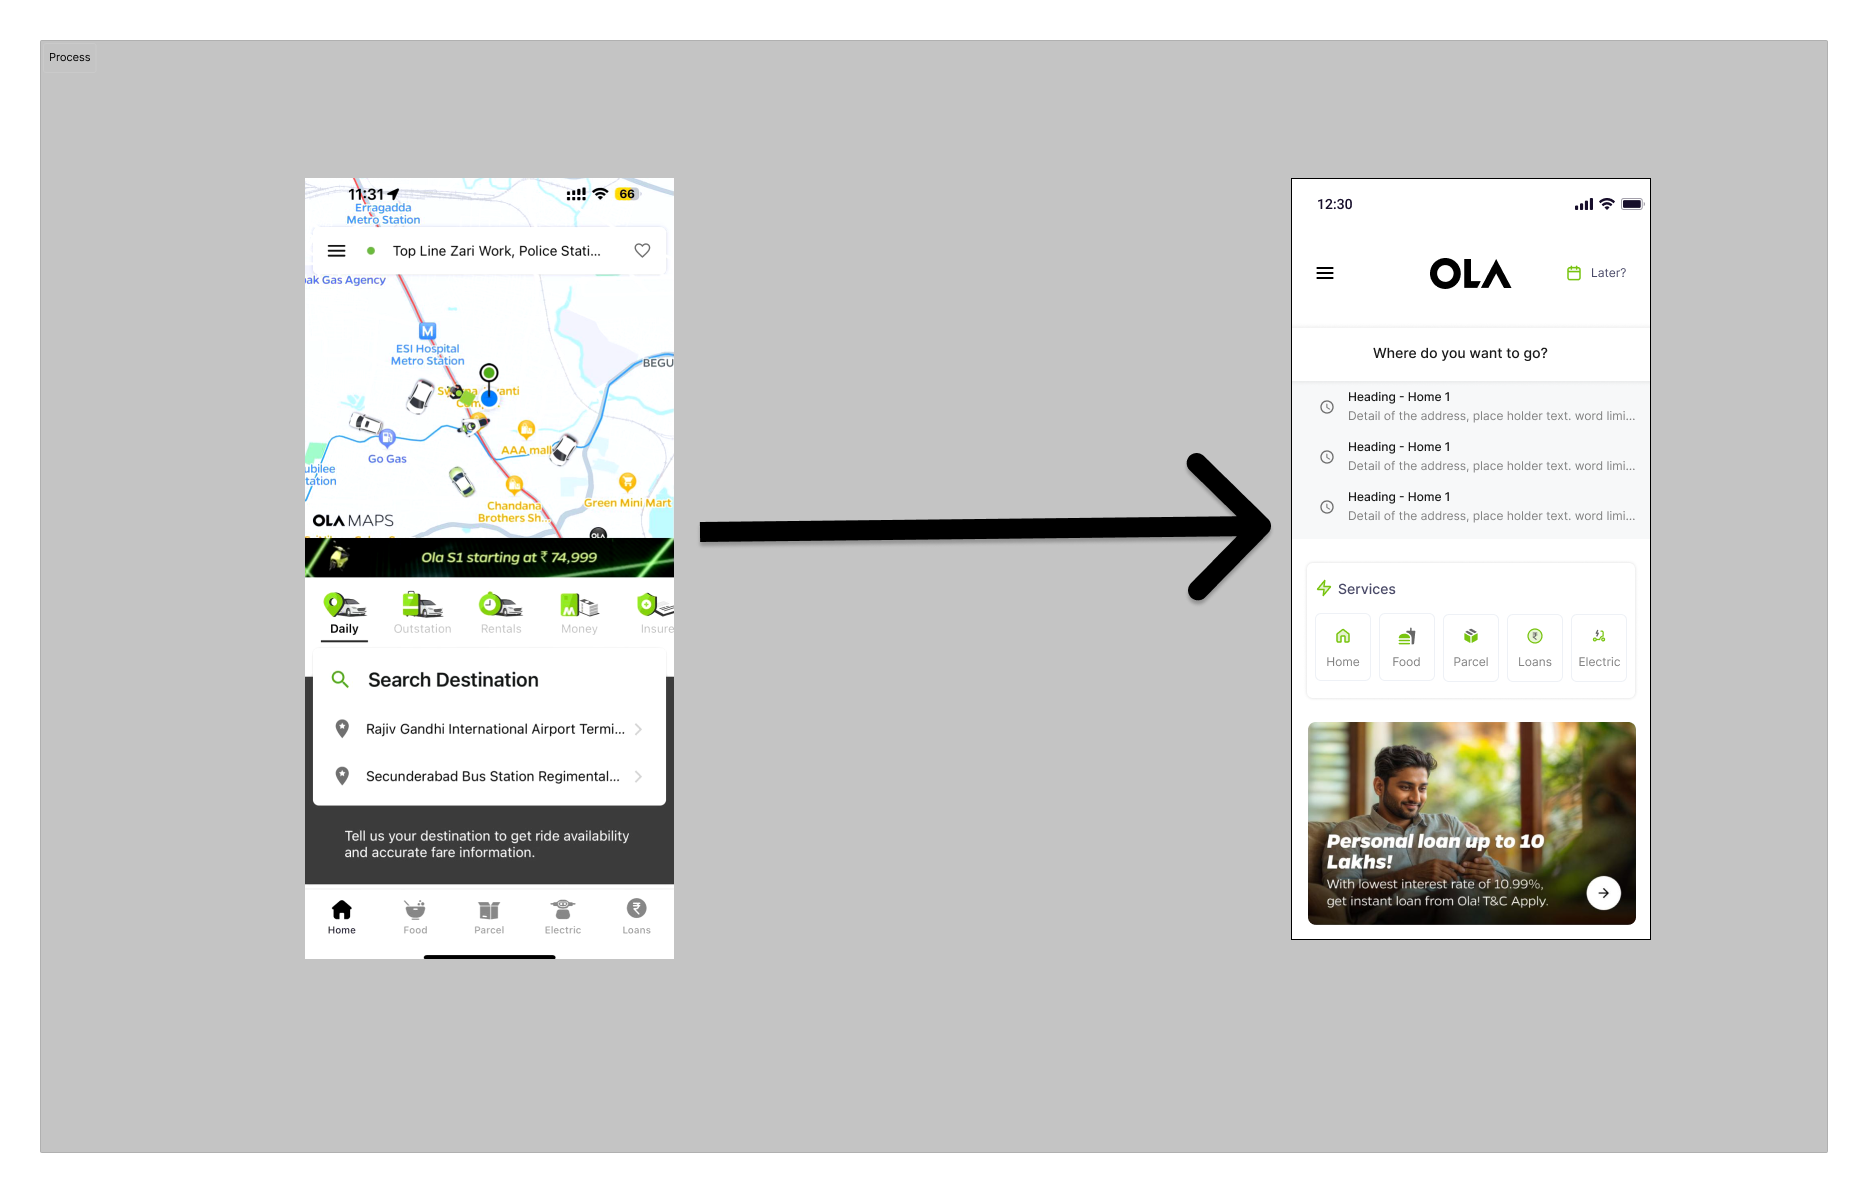 Process
11:31
66
Erragadda
Metro Station
Top Line Zari Work, Police Stati...
ak Gas Agency
M
ESI Hospital
Metro Station
BEGU
Go Gas
AAA mall
ubilee
tation
Chandana
Brothers Sh...
Green Mini Mart
OLA MAPS
OLA
Ola S1 starting at ₹ 74,999
Daily
Outstation
Rentals
Money
Insure
Search Destination
Rajiv Gandhi International Airport Termi...
Secunderabad Bus Station Regimental...
Tell us your destination to get ride availability
and accurate fare information.
Home
Food
Parcel
Electric
Loans
12:30
OLA
Later?
Where do you want to go?
Heading - Home 1
Detail of the address, place holder text. word limi...
Heading - Home 1
Detail of the address, place holder text. word limi...
Heading - Home 1
Detail of the address, place holder text. word limi...
Services
Home
Food
Parcel
Loans
Electric
Personal loan up to 10
Lakhs!
With lowest interest rate of 10.99%,
get instant loan from Ola! T&C Apply.